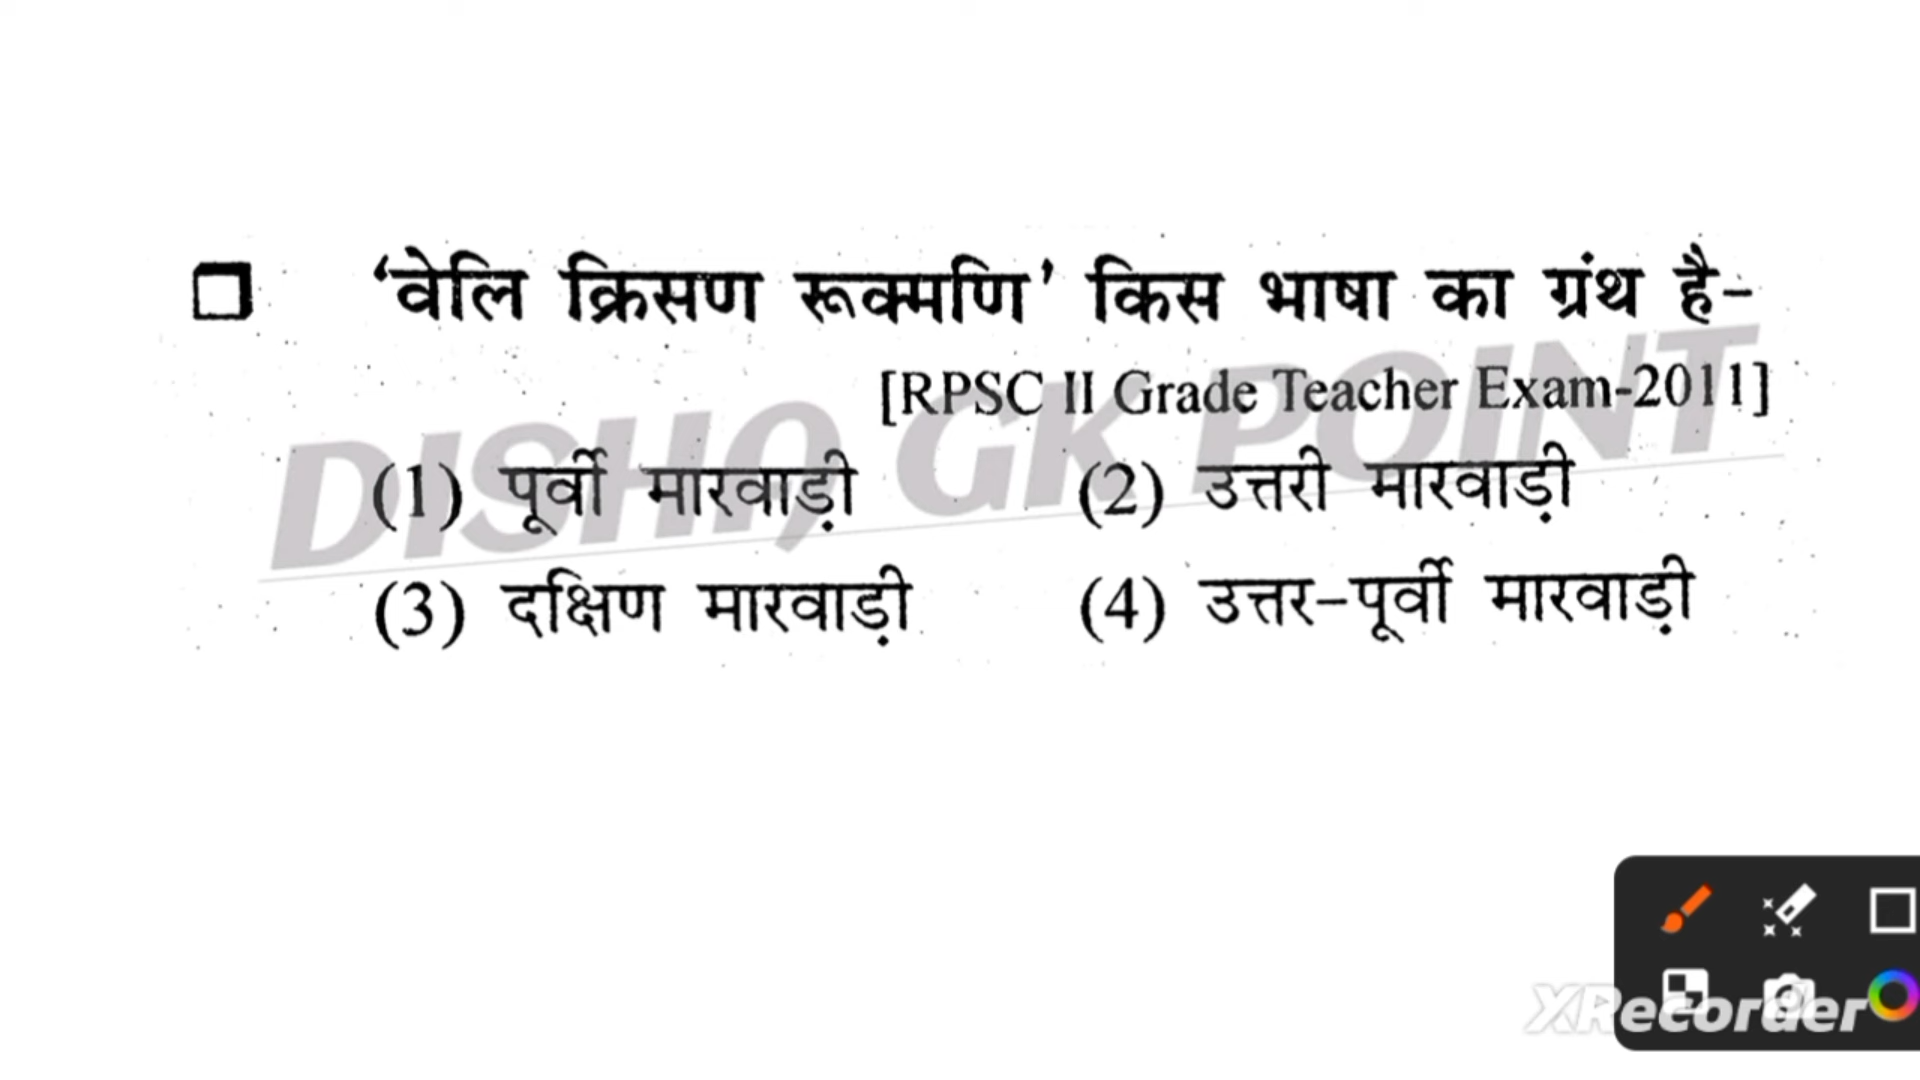 ‘वेलि क्रिसण रूक्मणि’ किस भाषा का ग्रंथ है-
[RPSC II Grade Teacher Exam-2011]
DISHA GK POINT
(1) पूर्वी मारवाड़ी (2) उत्तरी मारवाड़ी
(3) दक्षिण मारवाड़ी (4) उत्तर-पूर्वी मारवाड़ी
XRecorder